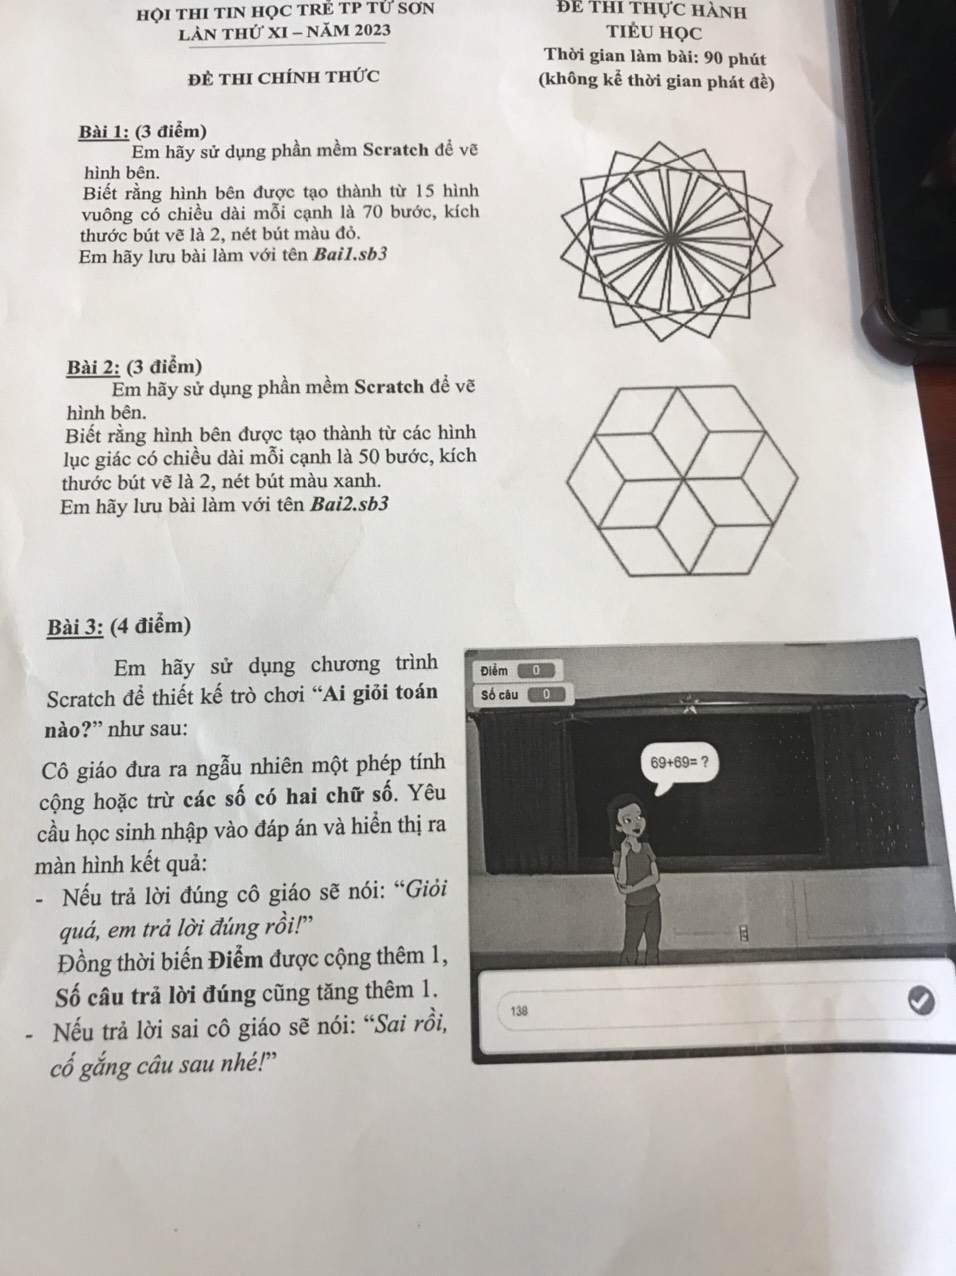 HỘI THI TIN HỌC TRẺ TP TỪ SƠN
LẦN THỨ XI – NĂM 2023
ĐỀ THI CHÍNH THỨC
ĐỀ THI THỰC HÀNH
TIỂU HỌC
Thời gian làm bài: 90 phút
(không kể thời gian phát đề)
Bài 1: (3 điểm)
Em hãy sử dụng phần mềm Scratch để vẽ
hình bên.
Biết rằng hình bên được tạo thành từ 15 hình
vuông có chiều dài mỗi cạnh là 70 bước, kích
thước bút vẽ là 2, nét bút màu đỏ.
Em hãy lưu bài làm với tên Bai1.sb3
Bài 2: (3 điểm)
Em hãy sử dụng phần mềm Scratch để vẽ
hình bên.
Biết rằng hình bên được tạo thành từ các hình
lục giác có chiều dài mỗi cạnh là 50 bước, kích
thước bút vẽ là 2, nét bút màu xanh.
Em hãy lưu bài làm với tên Bai2.sb3
Bài 3: (4 điểm)
Em hãy sử dụng chương trình
Scratch để thiết kế trò chơi “Ai giỏi toán
nào?” như sau:
Cô giáo đưa ra ngẫu nhiên một phép tính
cộng hoặc trừ các số có hai chữ số. Yêu
cầu học sinh nhập vào đáp án và hiển thị ra
màn hình kết quả:
- Nếu trả lời đúng cô giáo sẽ nói: “Giỏi
quá, em trả lời đúng rồi!”
Đồng thời biến Điểm được cộng thêm 1,
Số câu trả lời đúng cũng tăng thêm 1.
- Nếu trả lời sai cô giáo sẽ nói: “Sai rồi,
cố gắng câu sau nhé!”
Điểm 0
Số câu 0
69+69= ?
138